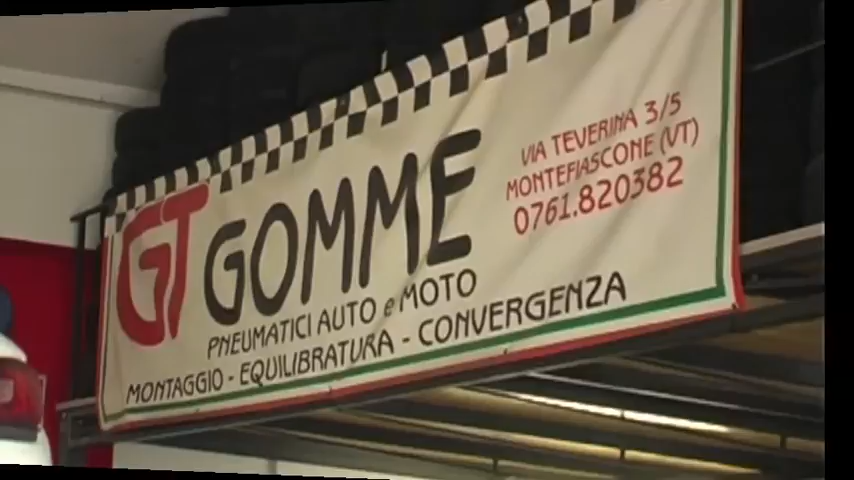 GT GOMME
VIA TEVERINA 3/5
MONTEFIASCONE (VT)
0761.820382
PNEUMATICI AUTO e MOTO
MONTAGGIO - EQUILIBRATURA - CONVERGENZA